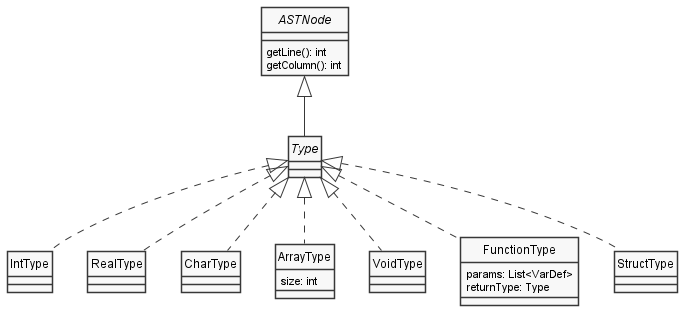 ASTNode
getLine(): int
getColumn(): int
Type
IntType
RealType
CharType
ArrayType
size: int
VoidType
FunctionType
params: List<VarDef>
returnType: Type
StructType